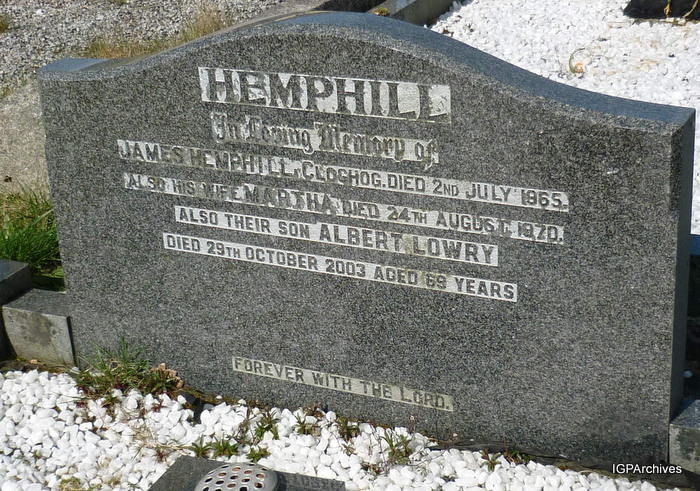 HEMPHILL
In Loving Memory of
JAMES HEMPHILL, CLOGHOG. DIED 2ND JULY 1965.
ALSO HIS WIFE MARTHA DIED 24TH AUGUST 1970.
ALSO THEIR SON ALBERT LOWRY
DIED 29TH OCTOBER 2003 AGED 69 YEARS
FOREVER WITH THE LORD.
IGPArchives